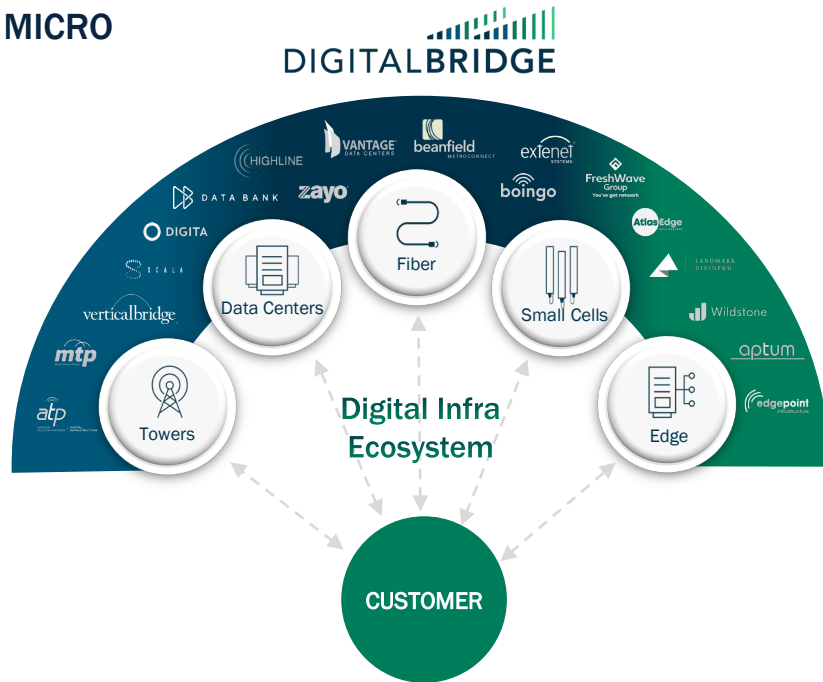 MICRO
DIGITALBRIDGE
HIGHLINE
VANTAGE
DATA CENTERS
beanfield
METROCONNECT
extenet
SYSTEMS
DATA BANK
zayo
boingo
FreshWave
Group
You've got network
DIGITA
AtlasEdge
SCALA
LANDMARK
DIVIDEND
verticalbridge
Wildstone
mtp
aptum
atp
edgepoint
infrastructure
Fiber
Data Centers
Small Cells
Towers
Edge
Digital Infra
Ecosystem
CUSTOMER